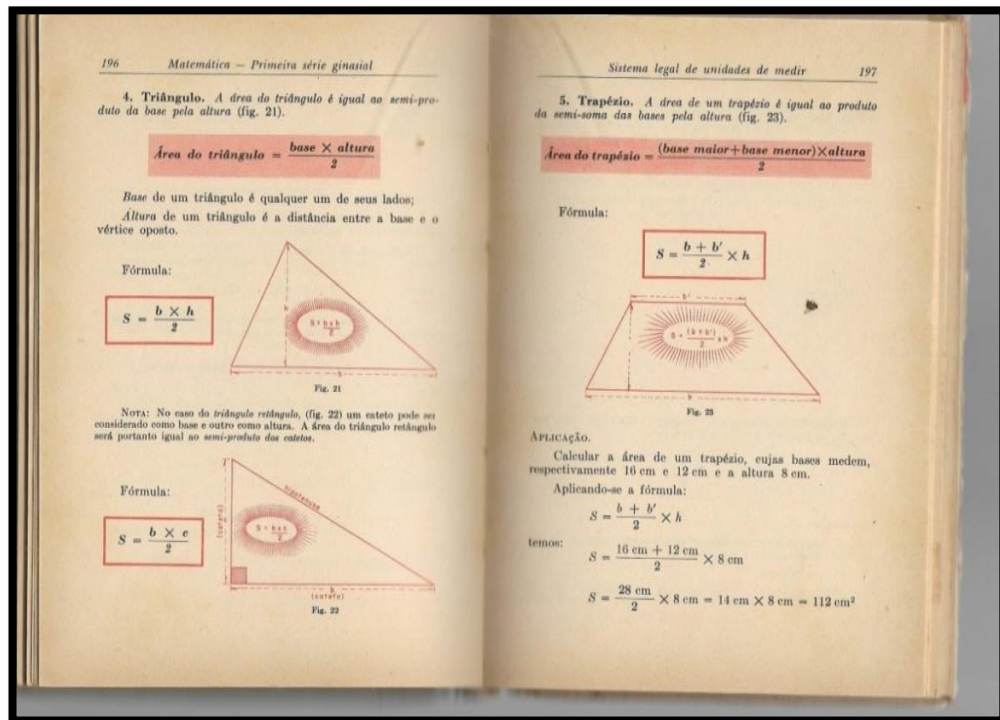 196 Matemática — Primeira série ginasial
4. Triângulo. A área do triângulo é igual ao semi-pro-
duto da base pela altura (fig. 21).
Área do triângulo = base × altura / 2
Base de um triângulo é qualquer um de seus lados;
Altura de um triângulo é a distância entre a base e o
vértice oposto.
Fórmula:
S = b × h / 2
h
S = b × h / 2
b
Fig. 21
NOTA: No caso do triângulo retângulo, (fig. 22) um cateto pode ser
considerado como base e outro como altura. A área do triângulo retângulo
será portanto igual ao semi-produto dos catetos.
Fórmula:
S = b × c / 2
(cateto)
hipotenusa
b
(cateto)
Fig. 22
Sistema legal de unidades de medir 197
5. Trapézio. A área de um trapézio é igual ao produto
da semi-soma das bases pela altura (fig. 23).
Área do trapézio = (base maior+base menor)×altura / 2
Fórmula:
S = b + b′ / 2 × h
b′
S = (b + b′) / 2 × h
b
Fig. 23
APLICAÇÃO.
Calcular a área de um trapézio, cujas bases medem,
respectivamente 16 cm e 12 cm e a altura 8 cm.
Aplicando-se a fórmula:
S = b + b′ / 2 × h
temos:
S = 16 cm + 12 cm / 2 × 8 cm
S = 28 cm / 2 × 8 cm = 14 cm × 8 cm = 112 cm²